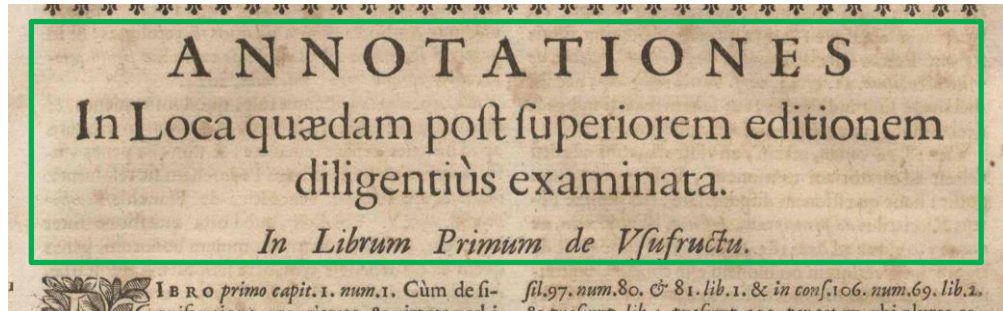 ANNOTATIONES
In Loca quædam poſt ſuperiorem editionem
diligentiùs examinata.
In Librum Primum de Vſufructu.
IBRO primo capit. 1. num. 1. Cùm de ſi-
fil. 97. num. 80. & 81. lib. 1. & in conſ. 106. num. 69. lib. 2.